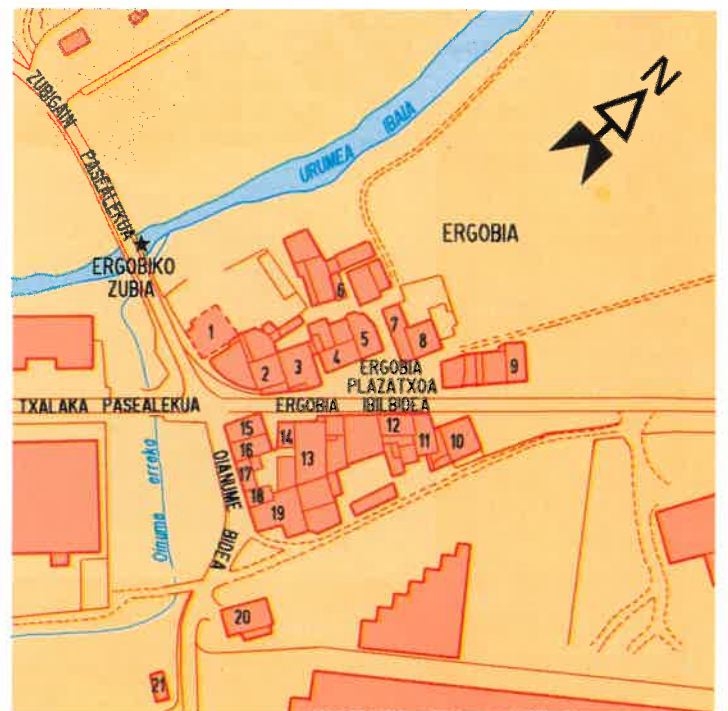 ZUBIGAIN PASEALEKUA
URUMEA IBAIA
N
ERGOBIA
ERGOBIKO
ZUBIA
1
2
3
4
5
6
7
8
9
ERGOBIA
PLAZATXOA
TXALAKA PASEALEKUA
ERGOBIA IBILBIDEA
15
14
12
11
10
16
13
17
18
19
OIANUME BIDEA
Oianume erreka
20
21